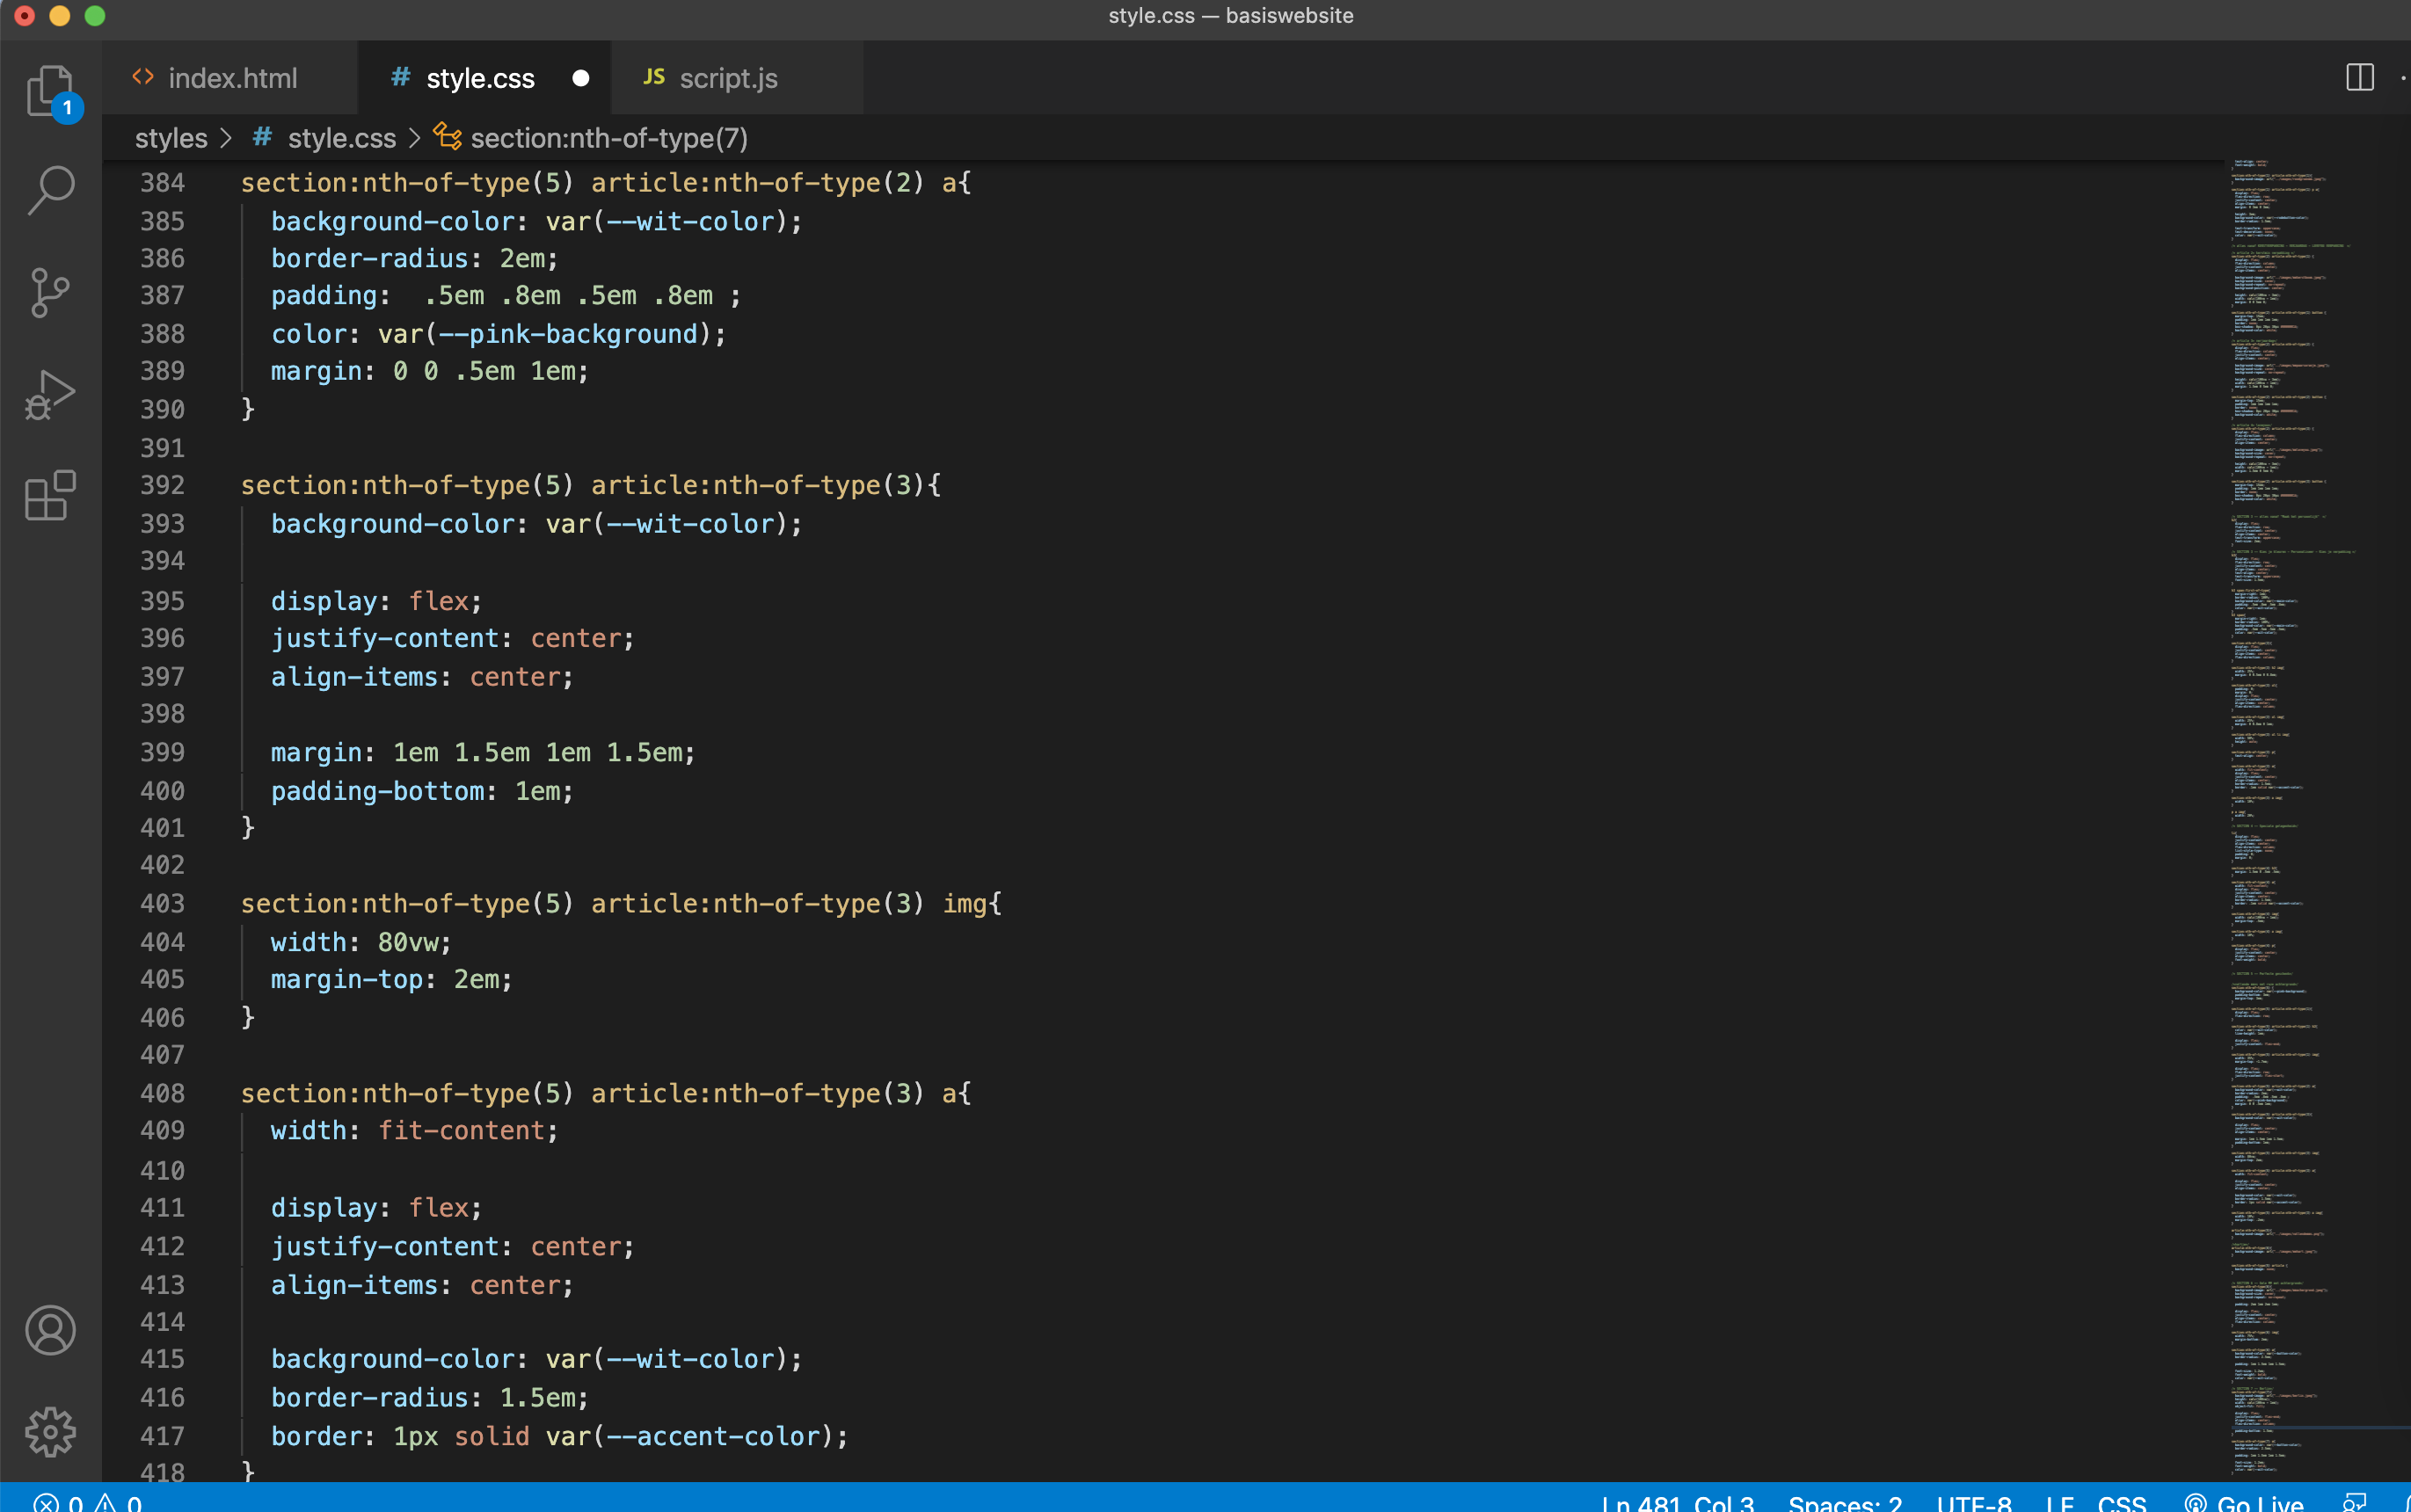 style.css — basiswebsite
index.html
style.css
JS script.js
1
styles > # style.css > section:nth-of-type(7)
384 section:nth-of-type(5) article:nth-of-type(2) a{
385 background-color: var(--wit-color);
386 border-radius: 2em;
387 padding:  .5em .8em .5em .8em ;
388 color: var(--pink-background);
389 margin: 0 0 .5em 1em;
390 }
391
392 section:nth-of-type(5) article:nth-of-type(3){
393 background-color: var(--wit-color);
394
395 display: flex;
396 justify-content: center;
397 align-items: center;
398
399 margin: 1em 1.5em 1em 1.5em;
400 padding-bottom: 1em;
401 }
402
403 section:nth-of-type(5) article:nth-of-type(3) img{
404 width: 80vw;
405 margin-top: 2em;
406 }
407
408 section:nth-of-type(5) article:nth-of-type(3) a{
409 width: fit-content;
410
411 display: flex;
412 justify-content: center;
413 align-items: center;
414
415 background-color: var(--wit-color);
416 border-radius: 1.5em;
417 border: 1px solid var(--accent-color);
418 }
0 0 Ln 481, Col 3 Spaces: 2 UTF-8 LF CSS Go Live